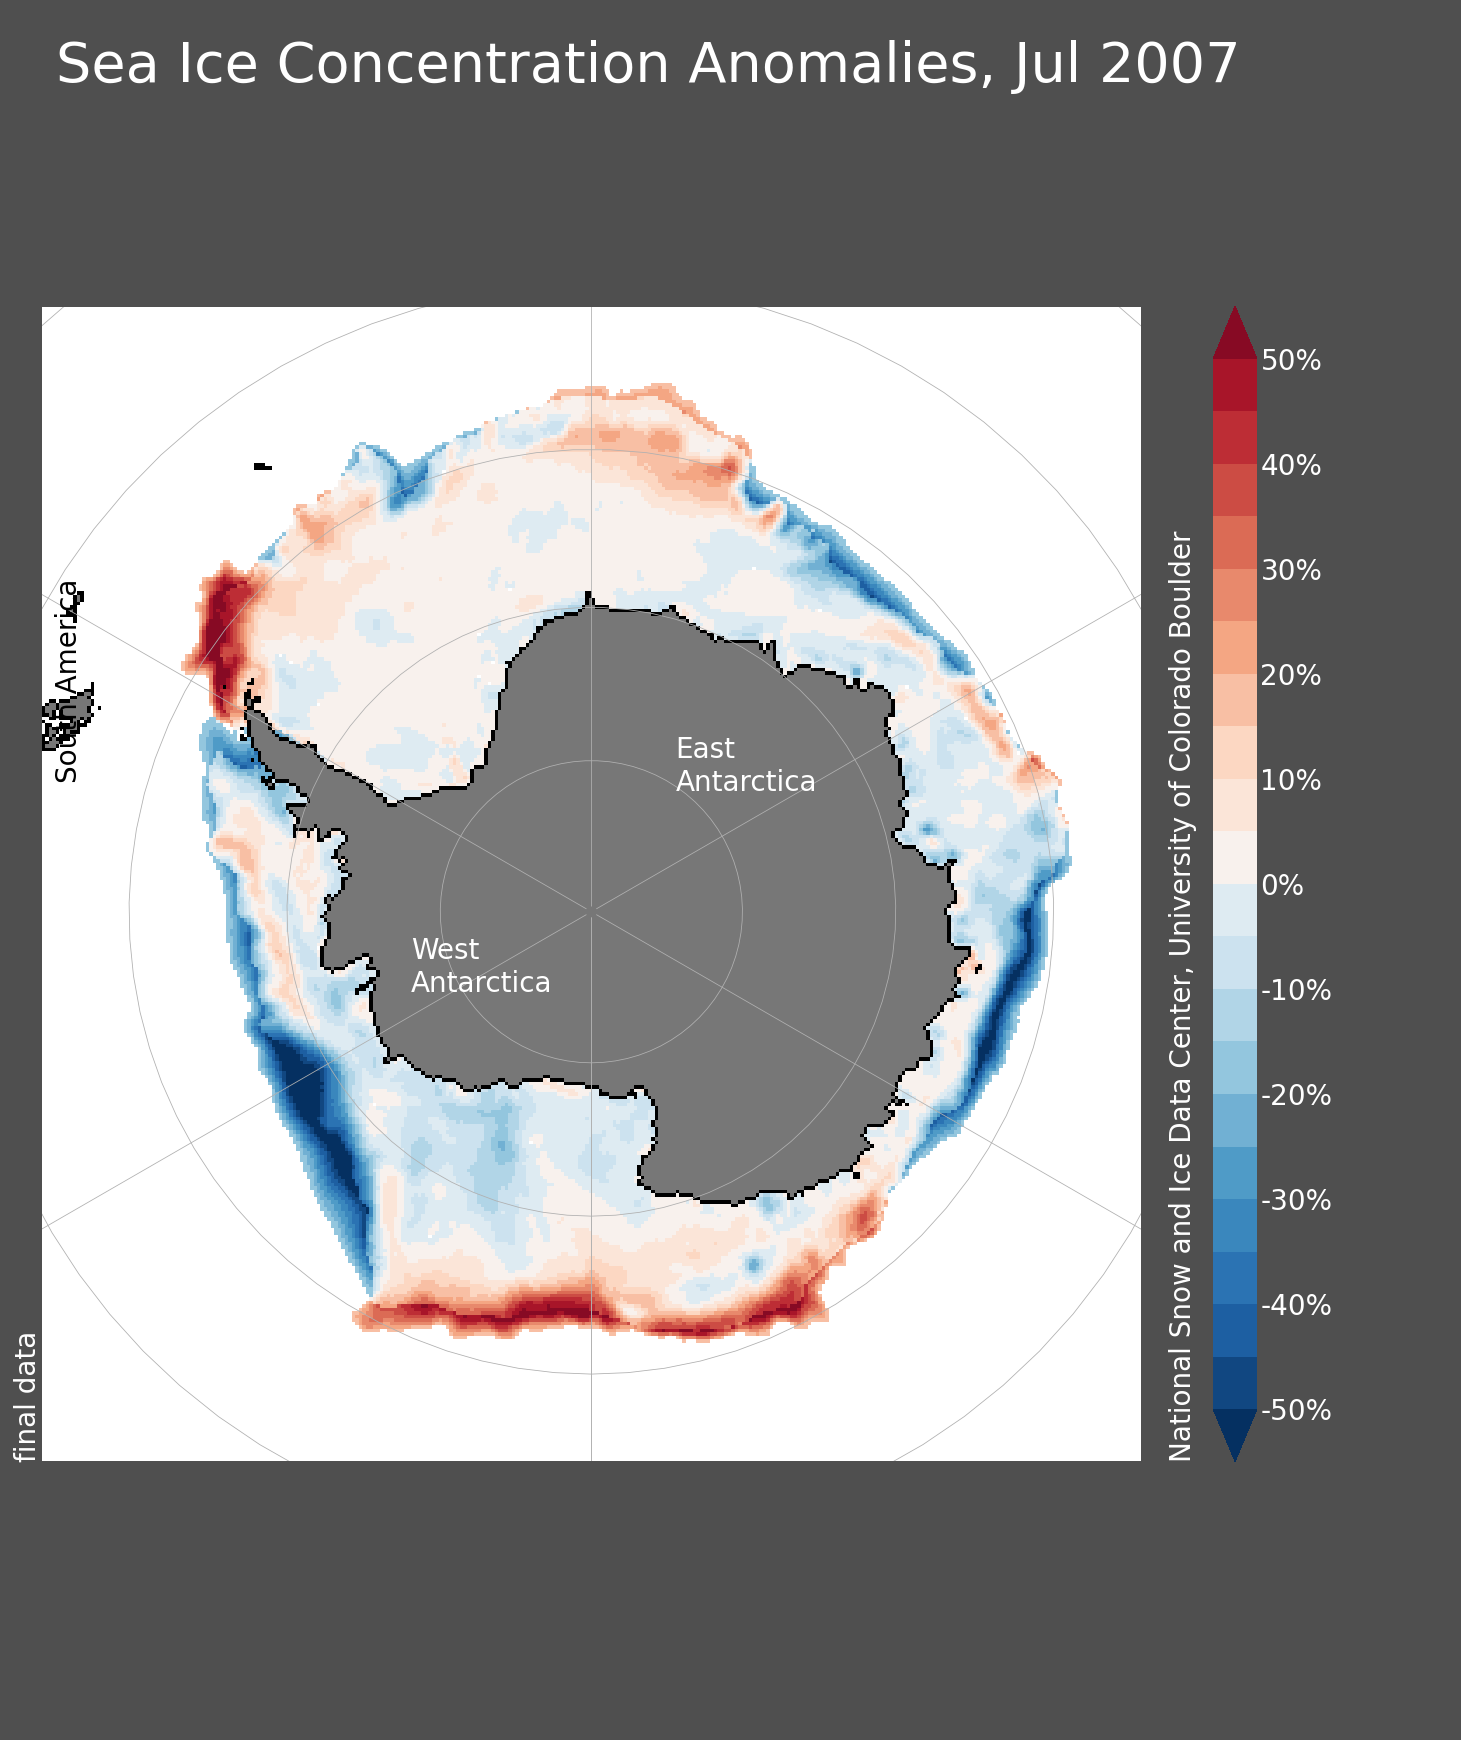 Sea Ice Concentration Anomalies, Jul 2007
South America
East
Antarctica
West
Antarctica
final data
National Snow and Ice Data Center, University of Colorado Boulder
50%
40%
30%
20%
10%
0%
-10%
-20%
-30%
-40%
-50%